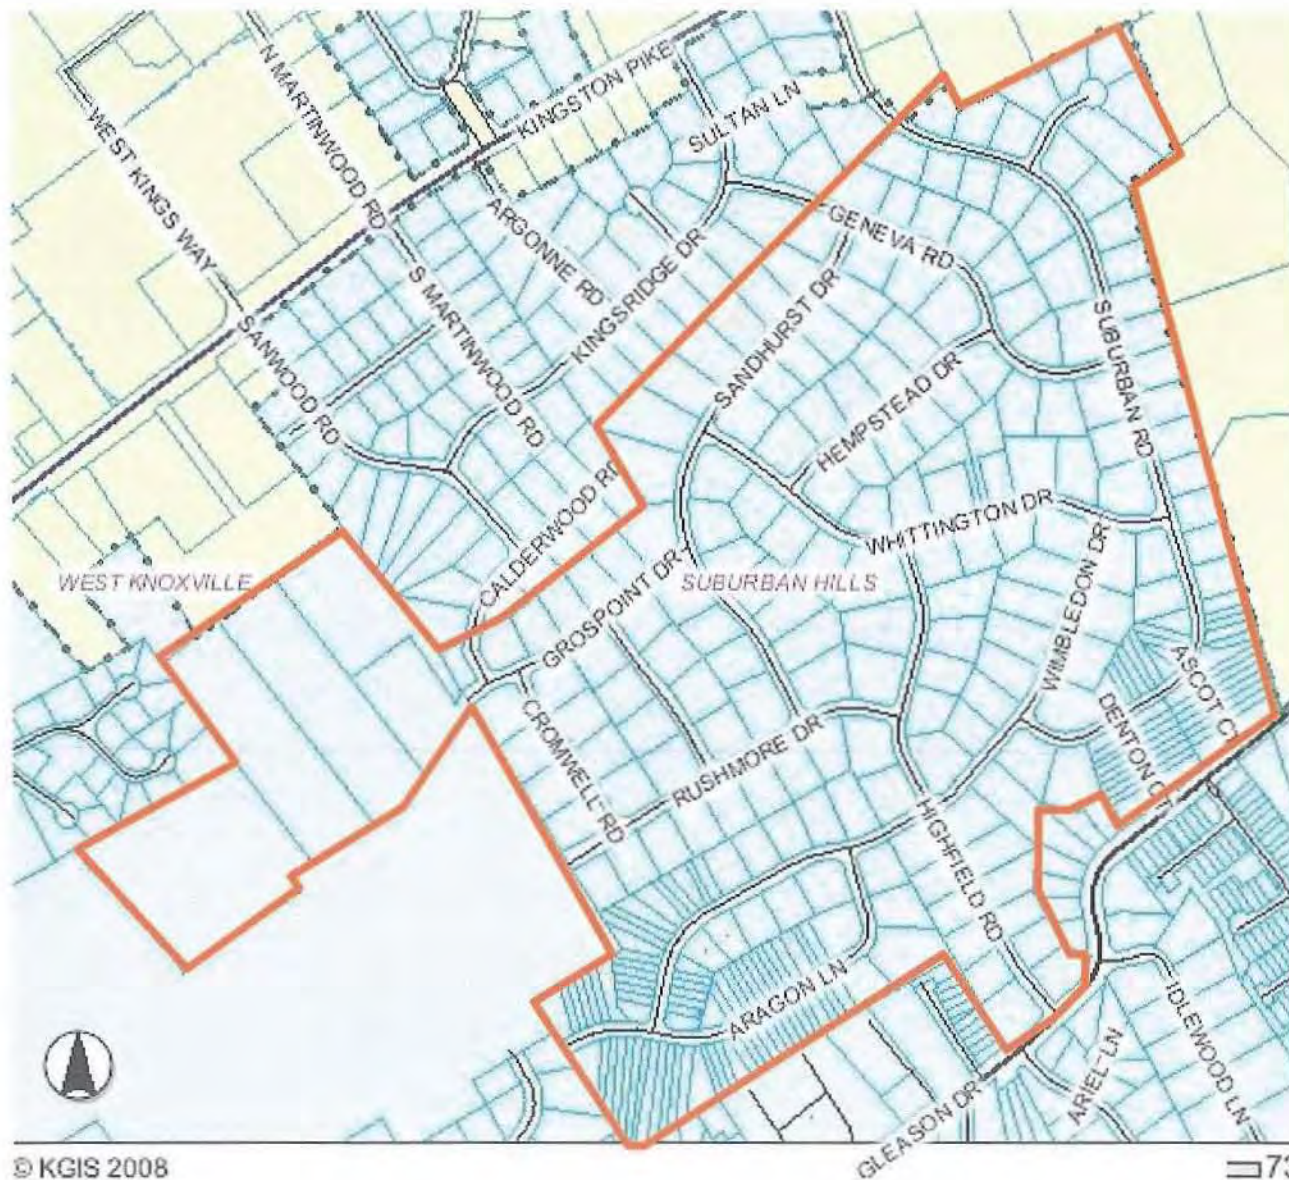 N MARTINWOOD RD
KINGSTON PIKE
WEST KINGS WAY
SULTAN LN
ARGONNE RD
GENEVA RD
KINGSRIDGE DR
S MARTINWOOD RD
SANDHURST DR
SANWOOD RD
SUBURBAN RD
HEMPSTEAD DR
CALDERWOOD RD
WHITTINGTON DR
WEST KNOXVILLE
GROSPOINT DR
SUBURBAN HILLS
WIMBLEDON DR
ASCOT CT
CROMWELL RD
DENTON CT
RUSHMORE DR
HIGHFIELD RD
ARAGON LN
IDLEWOOD LN
ARIEL LN
GLEASON DR
© KGIS 2008
73